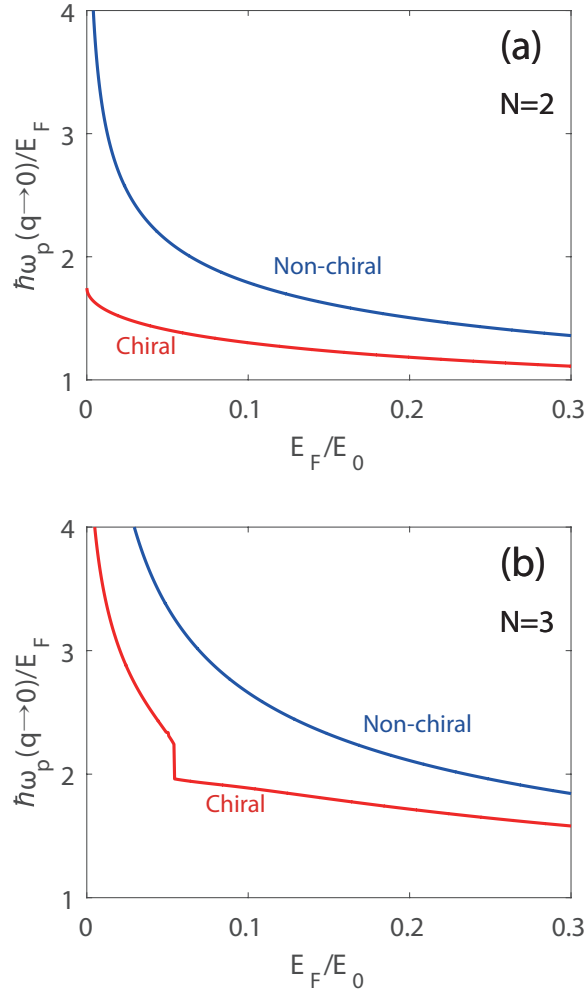 4
(a)
N=2
3
ℏω_p(q→0)/E_F
Non-chiral
2
Chiral
1
0
0.1
0.2
0.3
E_F/E_0
4
(b)
N=3
3
ℏω_p(q→0)/E_F
Non-chiral
2
Chiral
1
0
0.1
0.2
0.3
E_F/E_0